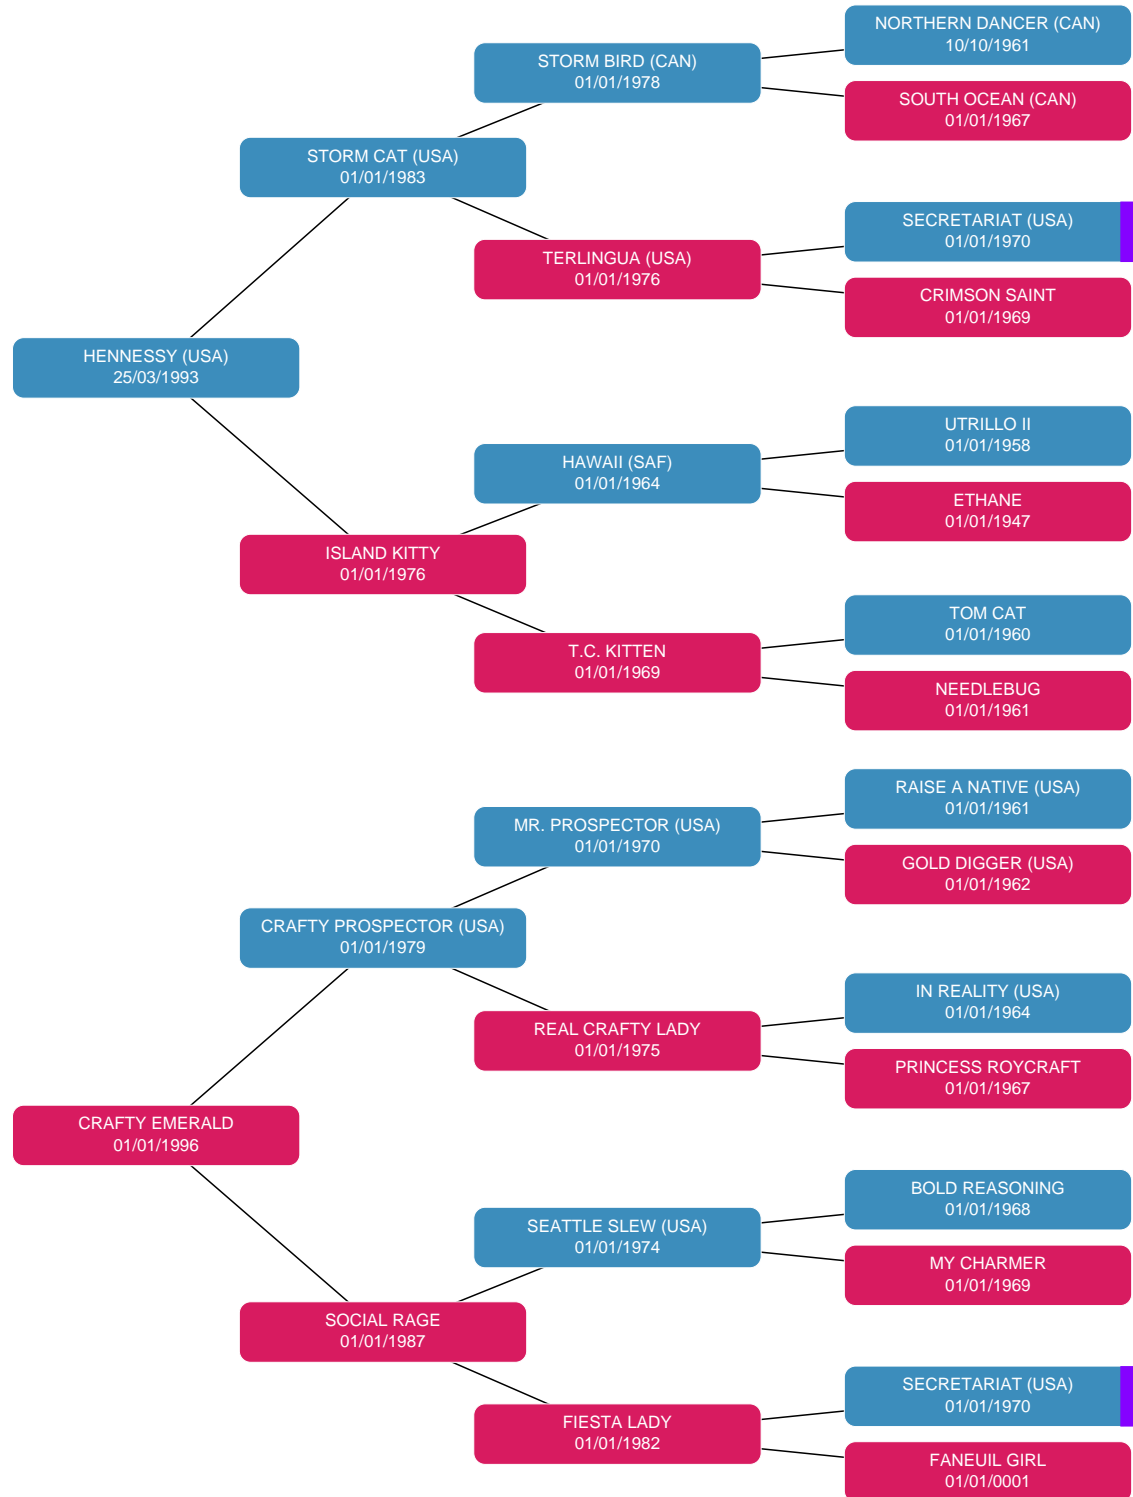 NORTHERN DANCER (CAN)
10/10/1961
STORM BIRD (CAN)
01/01/1978
SOUTH OCEAN (CAN)
01/01/1967
STORM CAT (USA)
01/01/1983
SECRETARIAT (USA)
01/01/1970
TERLINGUA (USA)
01/01/1976
CRIMSON SAINT
01/01/1969
HENNESSY (USA)
25/03/1993
UTRILLO II
01/01/1958
HAWAII (SAF)
01/01/1964
ETHANE
01/01/1947
ISLAND KITTY
01/01/1976
TOM CAT
01/01/1960
T.C. KITTEN
01/01/1969
NEEDLEBUG
01/01/1961
RAISE A NATIVE (USA)
01/01/1961
MR. PROSPECTOR (USA)
01/01/1970
GOLD DIGGER (USA)
01/01/1962
CRAFTY PROSPECTOR (USA)
01/01/1979
IN REALITY (USA)
01/01/1964
REAL CRAFTY LADY
01/01/1975
PRINCESS ROYCRAFT
01/01/1967
CRAFTY EMERALD
01/01/1996
BOLD REASONING
01/01/1968
SEATTLE SLEW (USA)
01/01/1974
MY CHARMER
01/01/1969
SOCIAL RAGE
01/01/1987
SECRETARIAT (USA)
01/01/1970
FIESTA LADY
01/01/1982
FANEUIL GIRL
01/01/0001